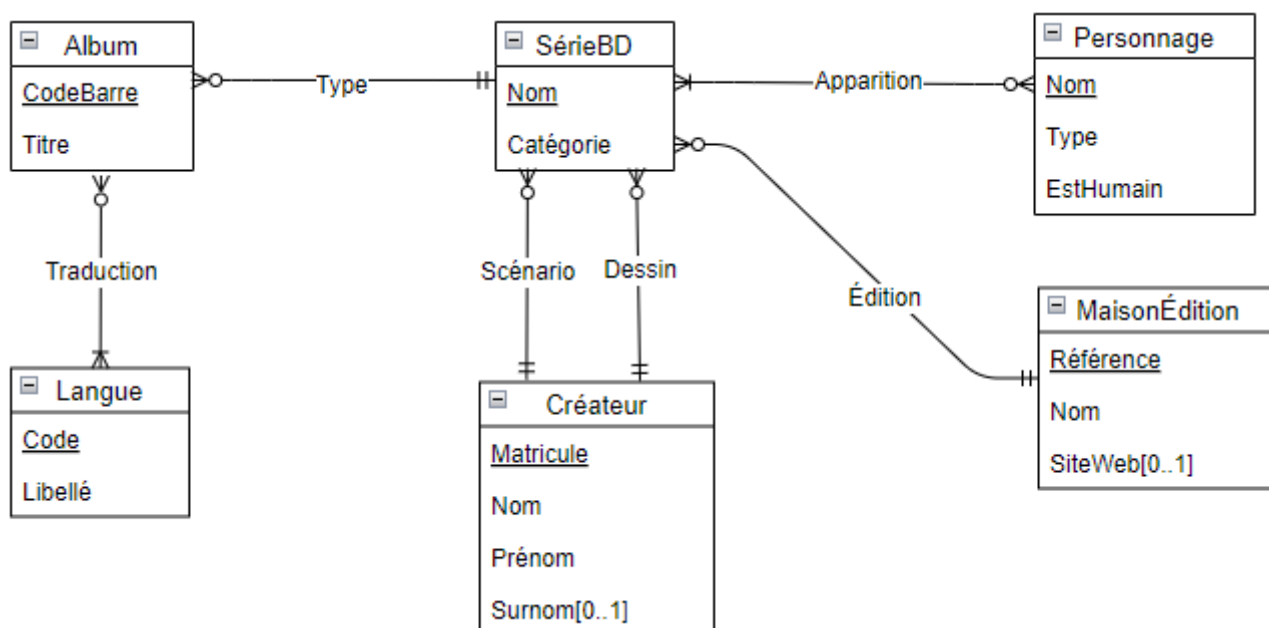 Album
CodeBarre
Titre
Type
SérieBD
Nom
Catégorie
Apparition
Personnage
Nom
Type
EstHumain
Traduction
Scénario
Dessin
Édition
Langue
Code
Libellé
Créateur
Matricule
Nom
Prénom
Surnom[0..1]
MaisonÉdition
Référence
Nom
SiteWeb[0..1]